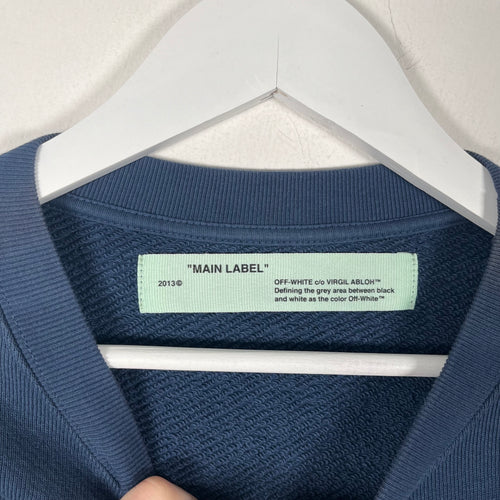 "MAIN LABEL"
2013©
OFF-WHITE c/o VIRGIL ABLOH™
Defining the grey area between black
and white as the color Off-White™